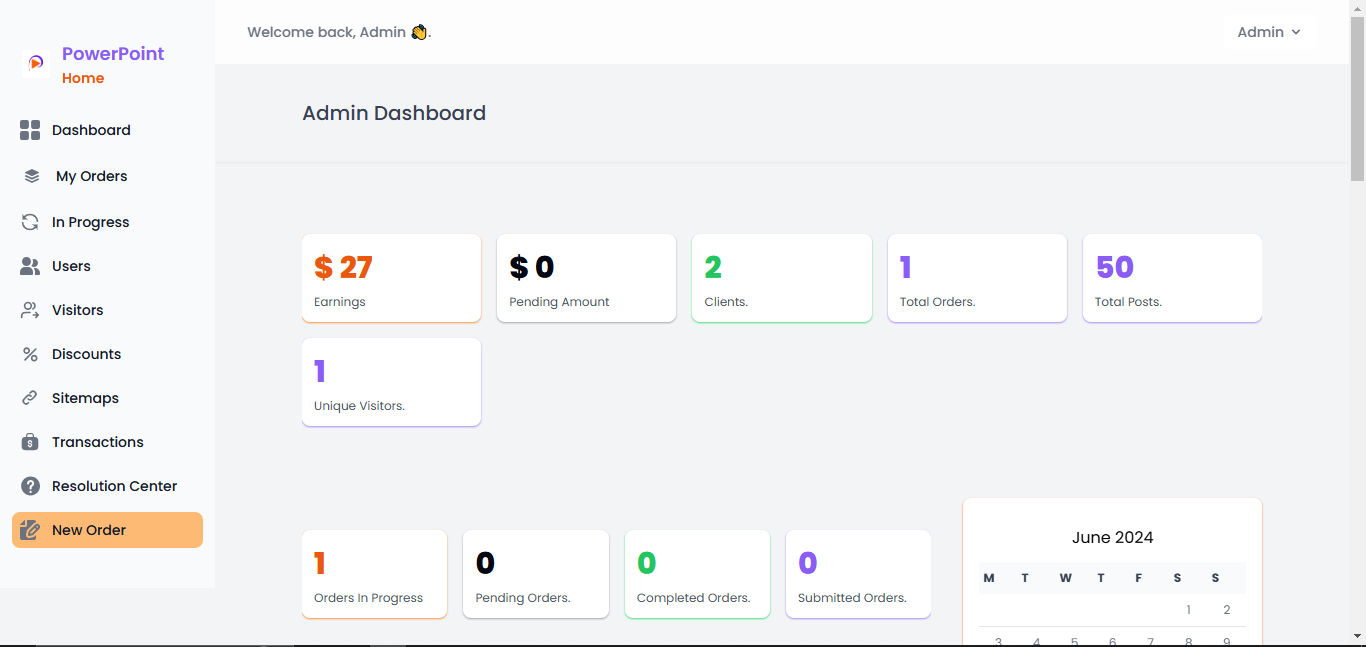 PowerPoint
Home
Dashboard
My Orders
In Progress
Users
Visitors
Discounts
Sitemaps
Transactions
Resolution Center
New Order
Welcome back, Admin 👏.
Admin
Admin Dashboard
$ 27
Earnings
$ 0
Pending Amount
2
Clients.
1
Total Orders.
50
Total Posts.
1
Unique Visitors.
1
Orders In Progress
0
Pending Orders.
0
Completed Orders.
0
Submitted Orders.
June 2024
M T W T F S S
1 2
3 4 5 6 7 8 9